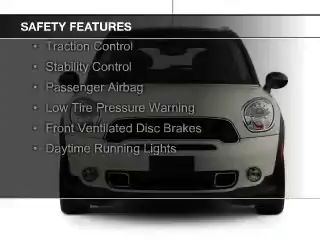 SAFETY FEATURES
• Traction Control
• Stability Control
• Passenger Airbag
• Low Tire Pressure Warning
• Front Ventilated Disc Brakes
• Daytime Running Lights